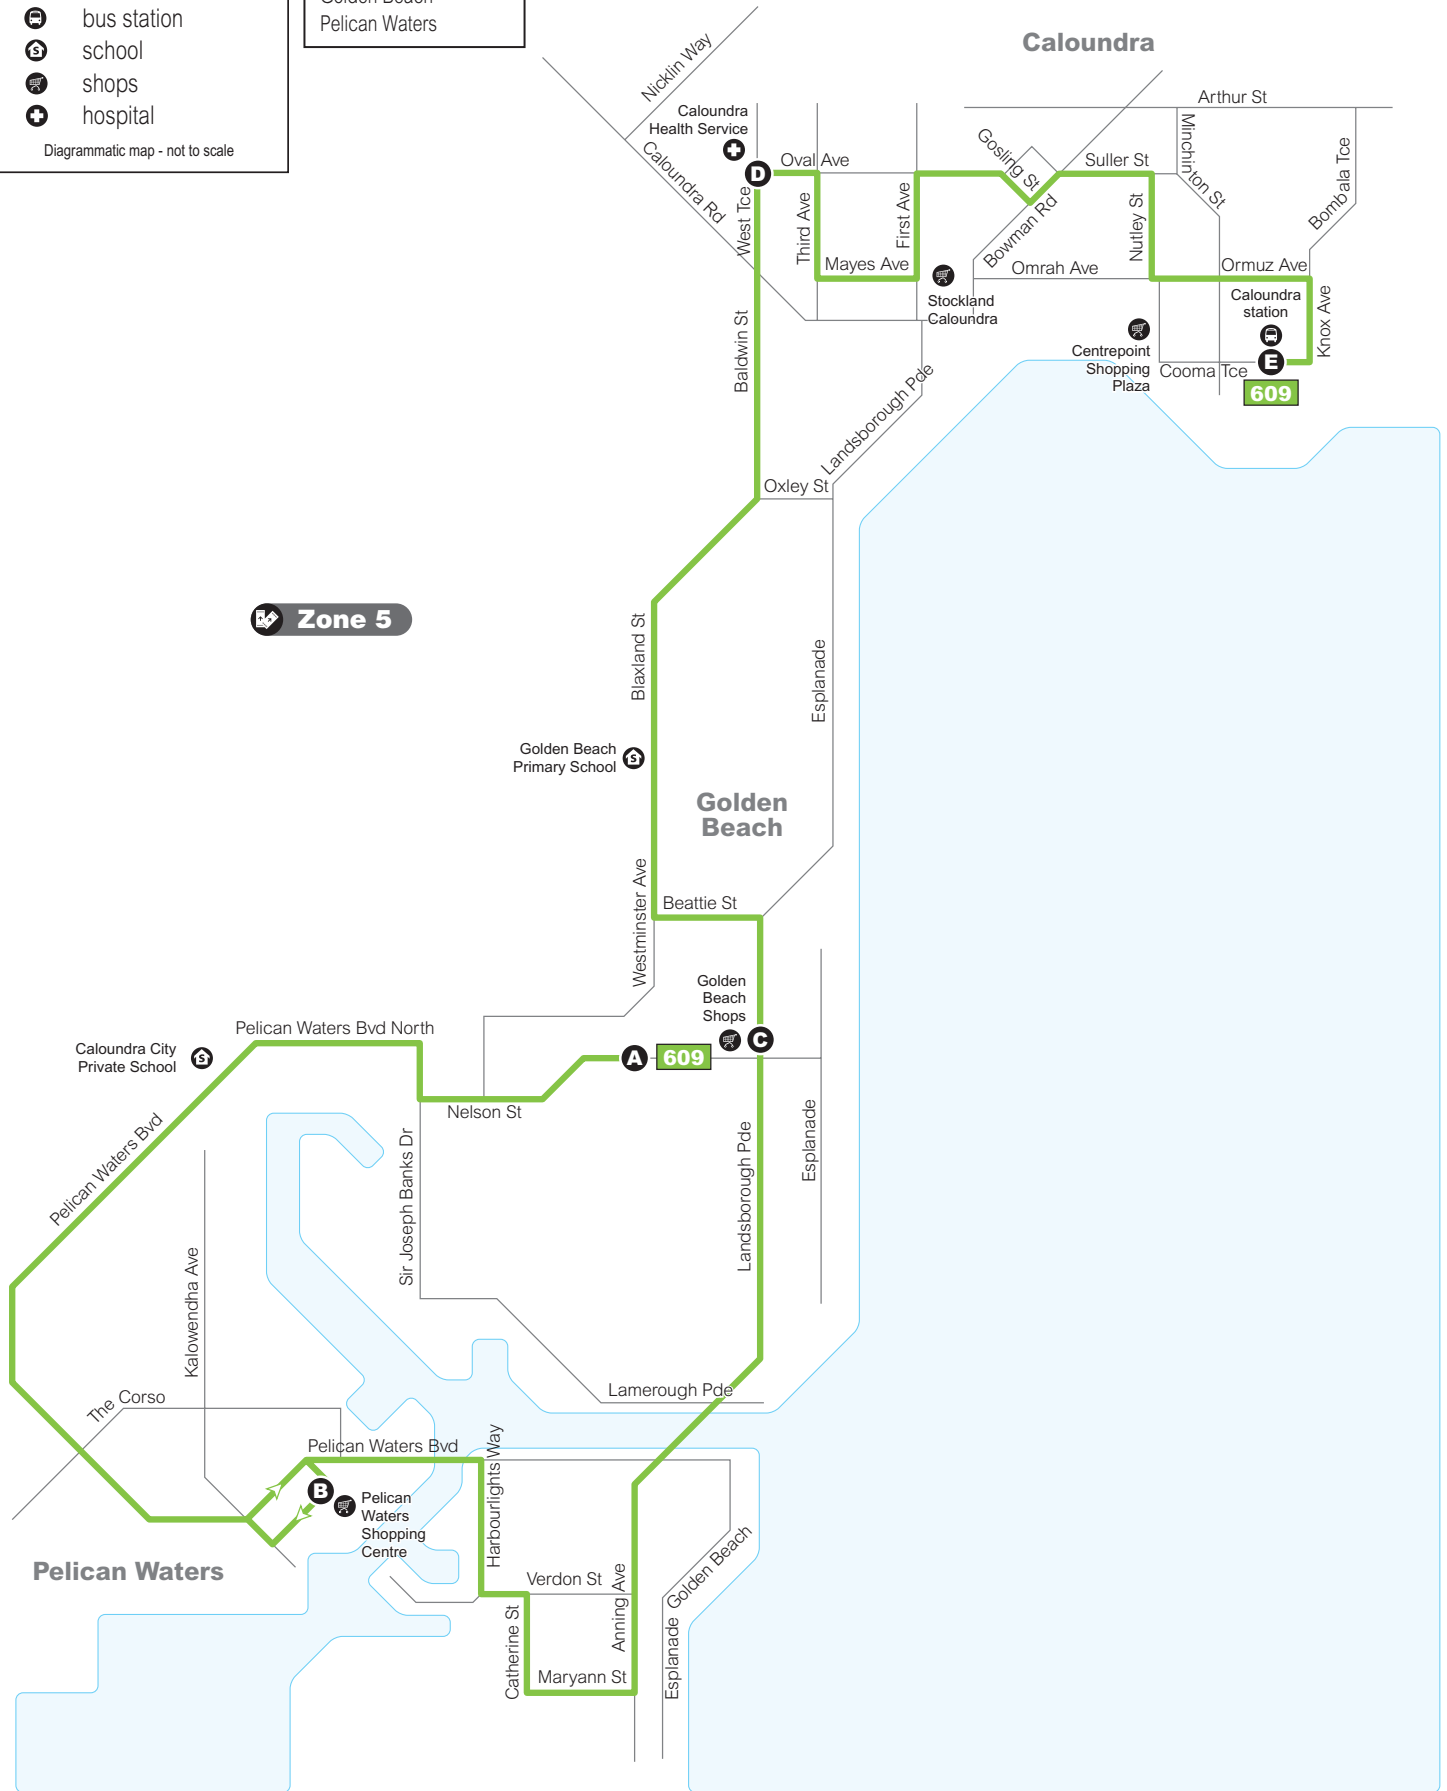 bus station
school
shops
hospital
Diagrammatic map - not to scale
Golden Beach
Pelican Waters
Caloundra
Nicklin Way
Arthur St
Caloundra
Health Service
Caloundra Rd
D
Oval Ave
West Tce
Third Ave
First Ave
Mayes Ave
Gosling St
Bowman Rd
Suller St
Minchinton St
Nutley St
Bombala Tce
Omrah Ave
Ormuz Ave
Stockland
Caloundra
Caloundra
station
Knox Ave
Centrepoint
Shopping
Plaza
Cooma Tce
E
609
Baldwin St
Landsborough Pde
Oxley St
Zone 5
Blaxland St
Esplanade
Golden Beach
Primary School
Golden
Beach
Westminster Ave
Beattie St
Golden
Beach
Shops
C
Pelican Waters Bvd North
Caloundra City
Private School
A
609
Nelson St
Pelican Waters Bvd
Sir Joseph Banks Dr
Landsborough Pde
Esplanade
Kalowendha Ave
The Corso
Lamerough Pde
Pelican Waters Bvd
Harbourlights Way
B
Pelican
Waters
Shopping
Centre
Pelican Waters
Verdon St
Catherine St
Anning Ave
Maryann St
Esplanade Golden Beach